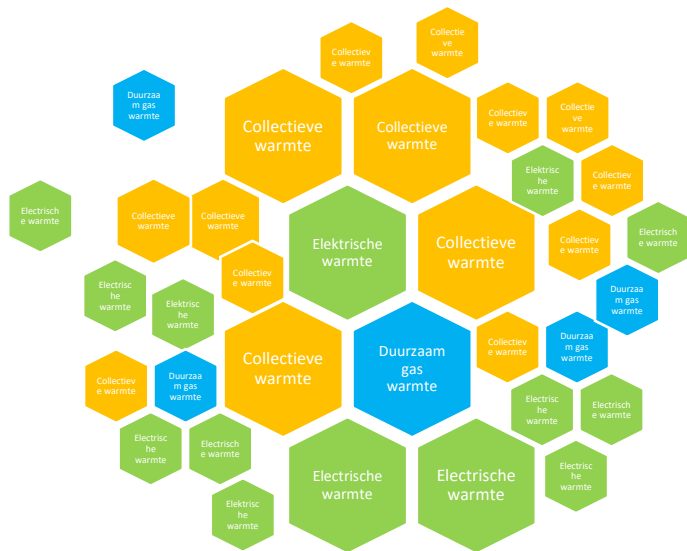 Collectie
ve
warmte
Collectiev
e warmte
Duurzaa
m gas
warmte
Collectieve
warmte
Collectieve
warmte
Collectiev
e warmte
Collectie
ve
warmte
Elektrisc
he
warmte
Collectiev
e warmte
Electrisch
e warmte
Collectieve
warmte
Collectieve
warmte
Elektrische
warmte
Collectieve
warmte
Collectiev
e warmte
Electrisch
e warmte
Collectiev
e warmte
Electrisc
he
warmte
Elektrisc
he
warmte
Duurzaa
m gas
warmte
Collectieve
warmte
Duurzaam
gas
warmte
Collectiev
e warmte
Duurzaa
m gas
warmte
Collectiev
e warmte
Duurzaa
m gas
warmte
Electrisc
he
warmte
Electrisch
e warmte
Electrisc
he
warmte
Electrisch
e warmte
Electrische
warmte
Electrische
warmte
Electrisc
he
warmte
Elektrisc
he
warmte